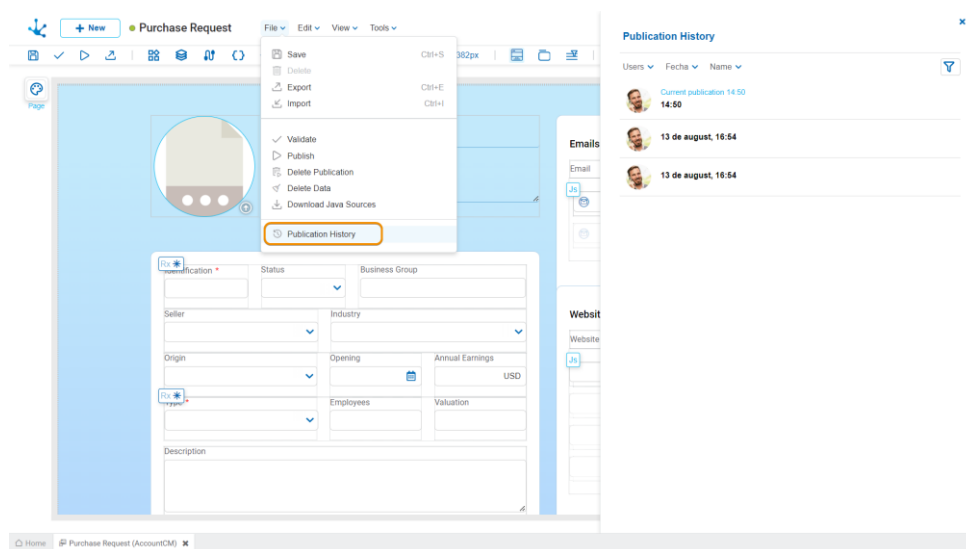 + New
Purchase Request
File
Edit
View
Tools
Publication History
382px
Save Ctrl+S
Delete
Export Ctrl+E
Import Ctrl+I
Validate
Publish
Delete Publication
Delete Data
Download Java Sources
Publication History
Page
Users
Fecha
Name
Current publication 14:50
14:50
13 de august, 16:54
13 de august, 16:54
Emails
Email
Js
Rx
Identification *
Status
Business Group
Seller
Industry
Websit
Website
Js
Origin
Opening
Annual Earnings
USD
Rx
Type *
Employees
Valuation
Description
Home
Purchase Request (AccountCM)